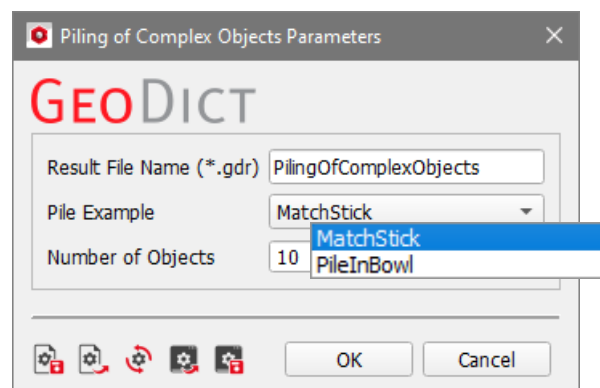 Piling of Complex Objects Parameters
GEODICT
Result File Name (*.gdr) PilingOfComplexObjects
Pile Example MatchStick
MatchStick
Number of Objects 10
PileInBowl
OK Cancel